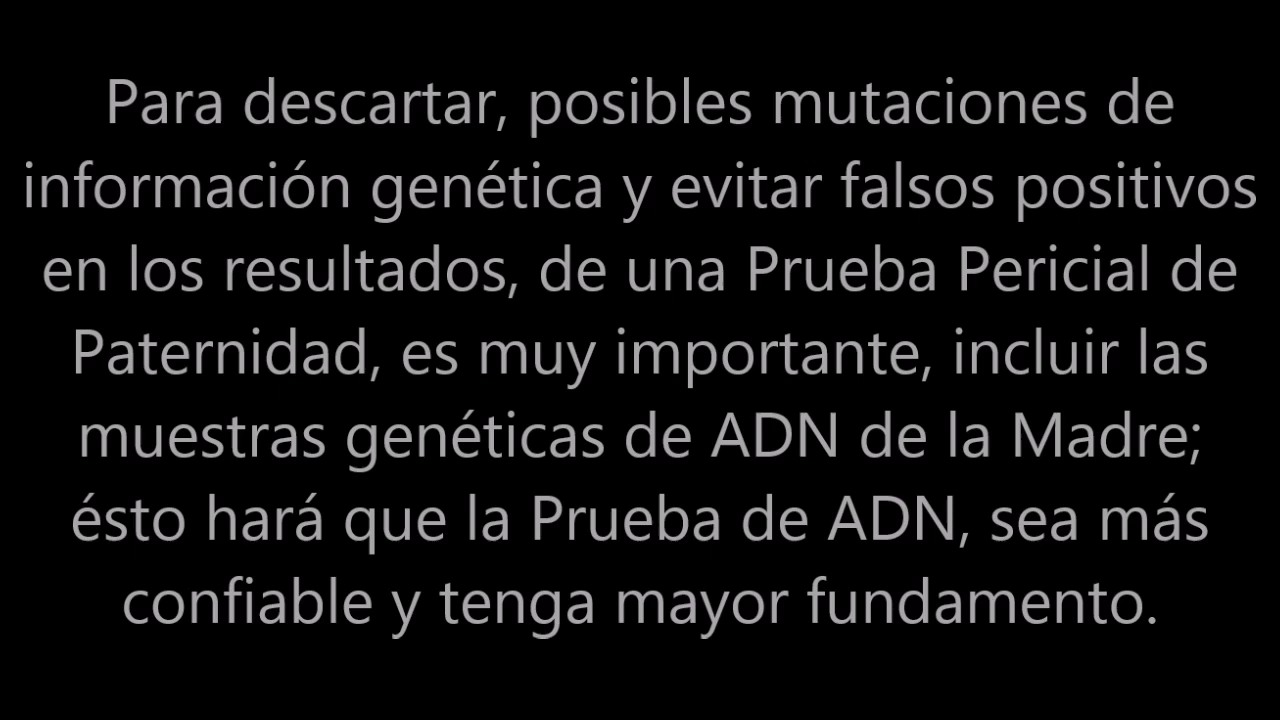 Para descartar, posibles mutaciones de
información genética y evitar falsos positivos
en los resultados, de una Prueba Pericial de
Paternidad, es muy importante, incluir las
muestras genéticas de ADN de la Madre;
ésto hará que la Prueba de ADN, sea más
confiable y tenga mayor fundamento.